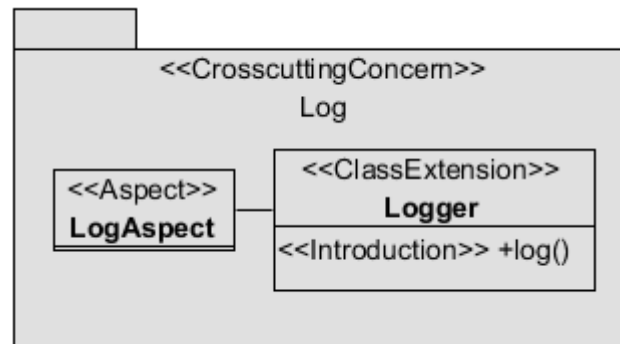 <<CrosscuttingConcern>>
Log
<<Aspect>>
LogAspect
<<ClassExtension>>
Logger
<<Introduction>> +log()